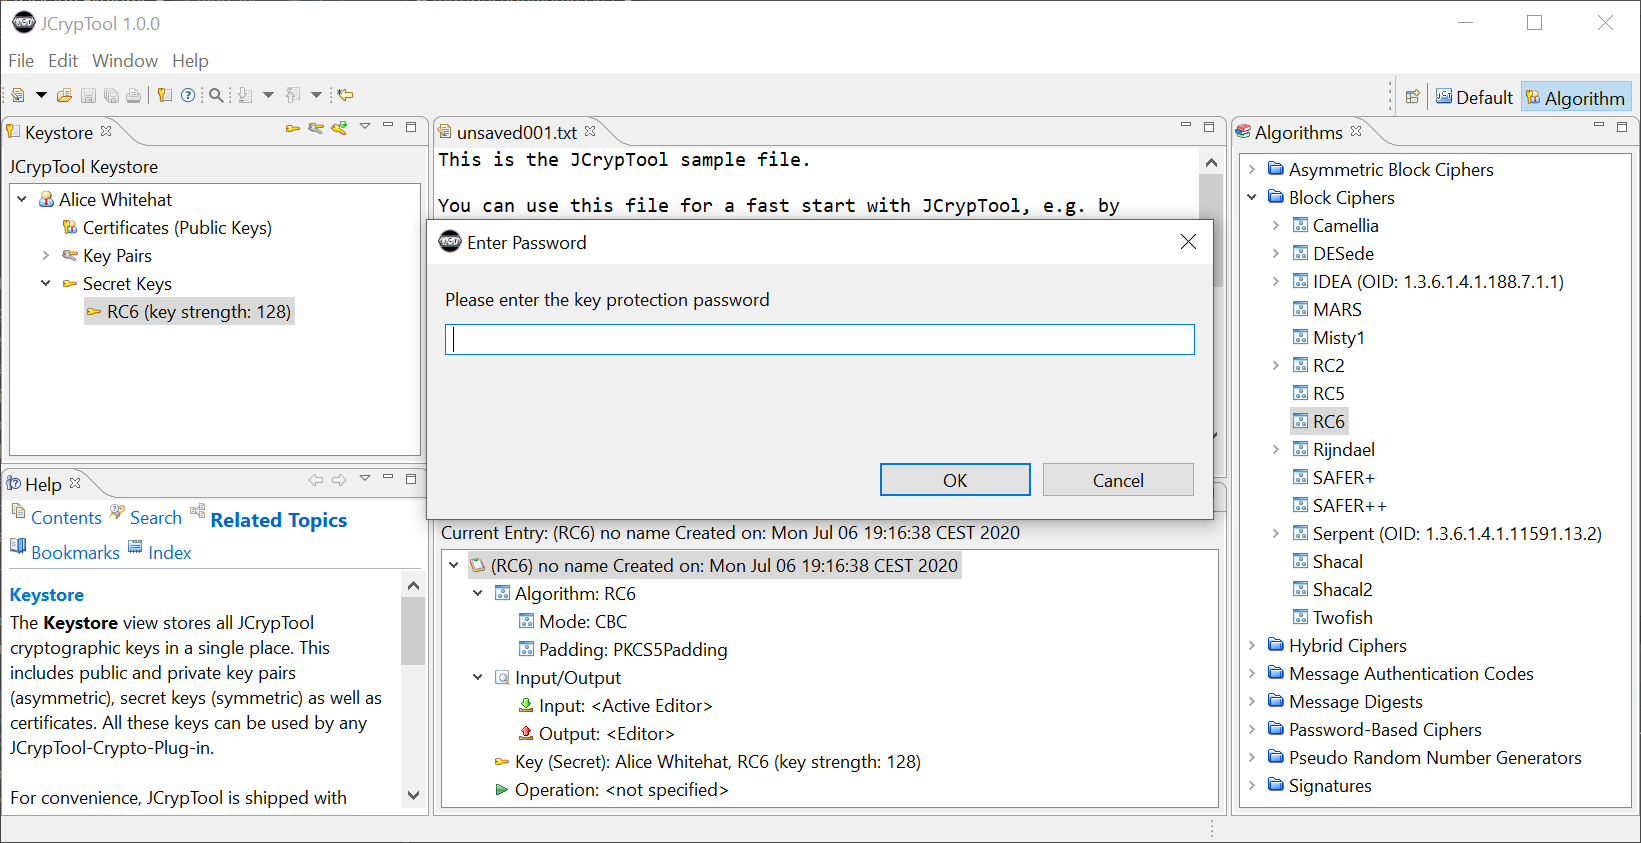 JCrypTool 1.0.0
File Edit Window Help
Default Algorithm
Keystore
JCrypTool Keystore
Alice Whitehat
Certificates (Public Keys)
Key Pairs
Secret Keys
RC6 (key strength: 128)
unsaved001.txt
This is the JCrypTool sample file.
You can use this file for a fast start with JCrypTool, e.g. by
Enter Password
Please enter the key protection password
OK Cancel
Help
Contents Search Related Topics
Bookmarks Index
Keystore
The Keystore view stores all JCrypTool
cryptographic keys in a single place. This
includes public and private key pairs
(asymmetric), secret keys (symmetric) as well as
certificates. All these keys can be used by any
JCrypTool-Crypto-Plug-in.
For convenience, JCrypTool is shipped with
Current Entry: (RC6) no name Created on: Mon Jul 06 19:16:38 CEST 2020
(RC6) no name Created on: Mon Jul 06 19:16:38 CEST 2020
Algorithm: RC6
Mode: CBC
Padding: PKCS5Padding
Input/Output
Input: <Active Editor>
Output: <Editor>
Key (Secret): Alice Whitehat, RC6 (key strength: 128)
Operation: <not specified>
Algorithms
Asymmetric Block Ciphers
Block Ciphers
Camellia
DESede
IDEA (OID: 1.3.6.1.4.1.188.7.1.1)
MARS
Misty1
RC2
RC5
RC6
Rijndael
SAFER+
SAFER++
Serpent (OID: 1.3.6.1.4.1.11591.13.2)
Shacal
Shacal2
Twofish
Hybrid Ciphers
Message Authentication Codes
Message Digests
Password-Based Ciphers
Pseudo Random Number Generators
Signatures